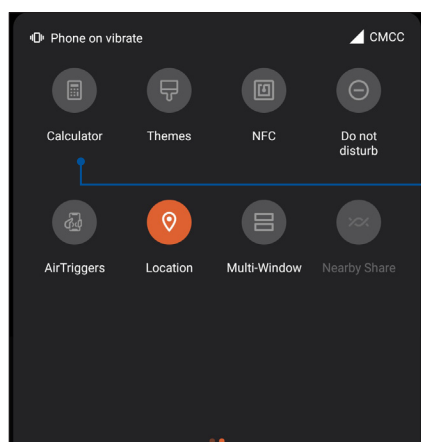 Phone on vibrate CMCC
Calculator Themes NFC Do not
disturb
AirTriggers Location Multi-Window Nearby Share